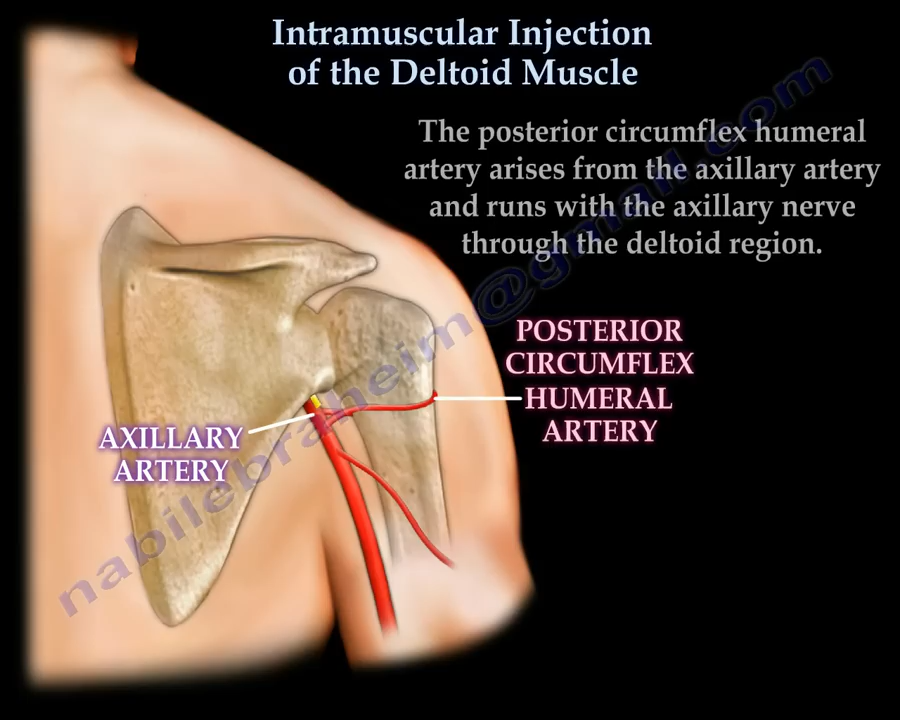 Intramuscular Injection
of the Deltoid Muscle
The posterior circumflex humeral
artery arises from the axillary artery
and runs with the axillary nerve
through the deltoid region.
POSTERIOR
CIRCUMFLEX
HUMERAL
ARTERY
AXILLARY
ARTERY
nabilebraheim@gmail.com